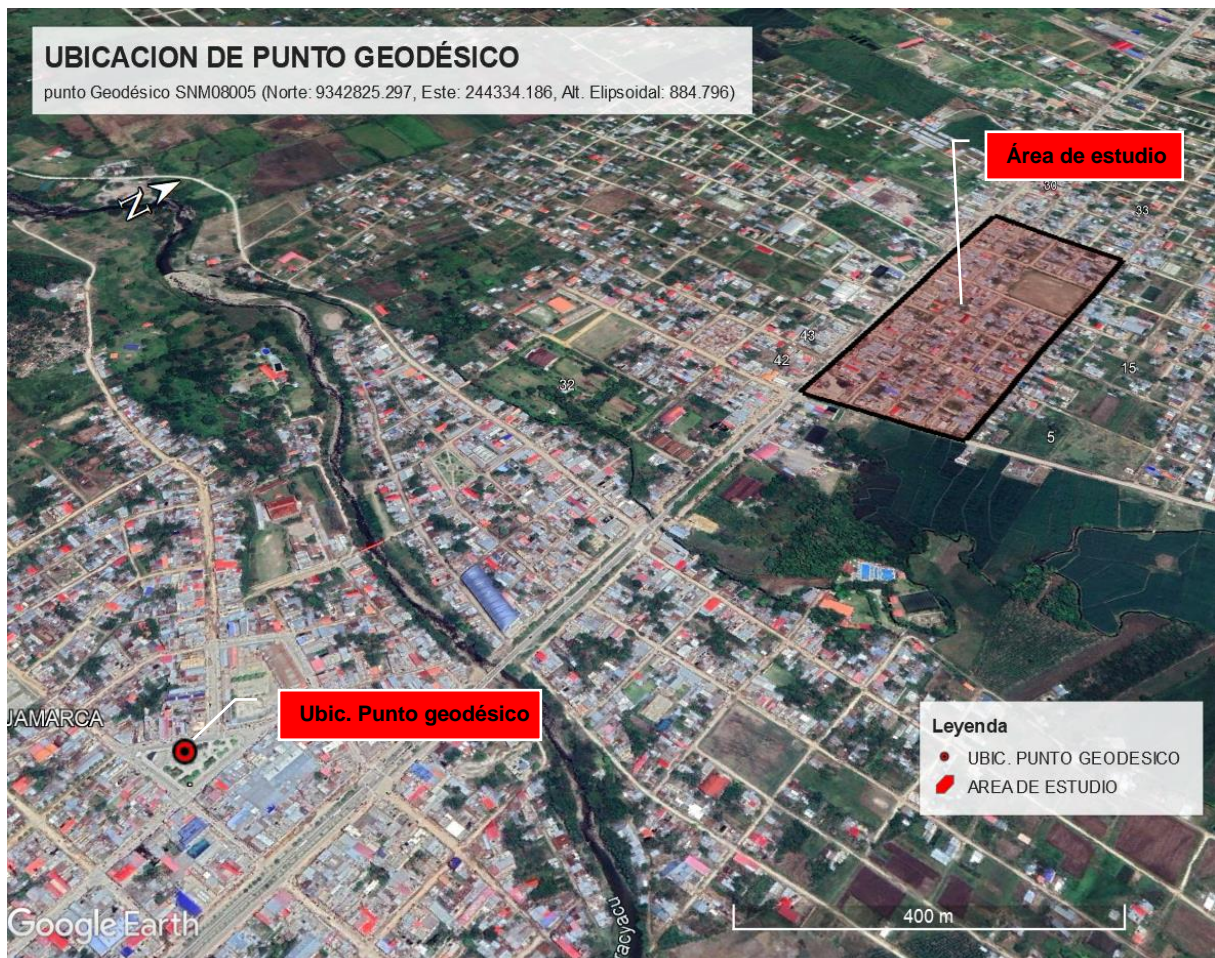 UBICACION DE PUNTO GEODÉSICO
punto Geodésico SNM08005 (Norte: 9342825.297, Este: 244334.186, Alt. Elipsoidal: 884.796)
Área de estudio
30
33
N
43
42
32
15
5
Ubic. Punto geodésico
JAMARCA
Leyenda
UBIC. PUNTO GEODESICO
AREA DE ESTUDIO
Google Earth
400 m